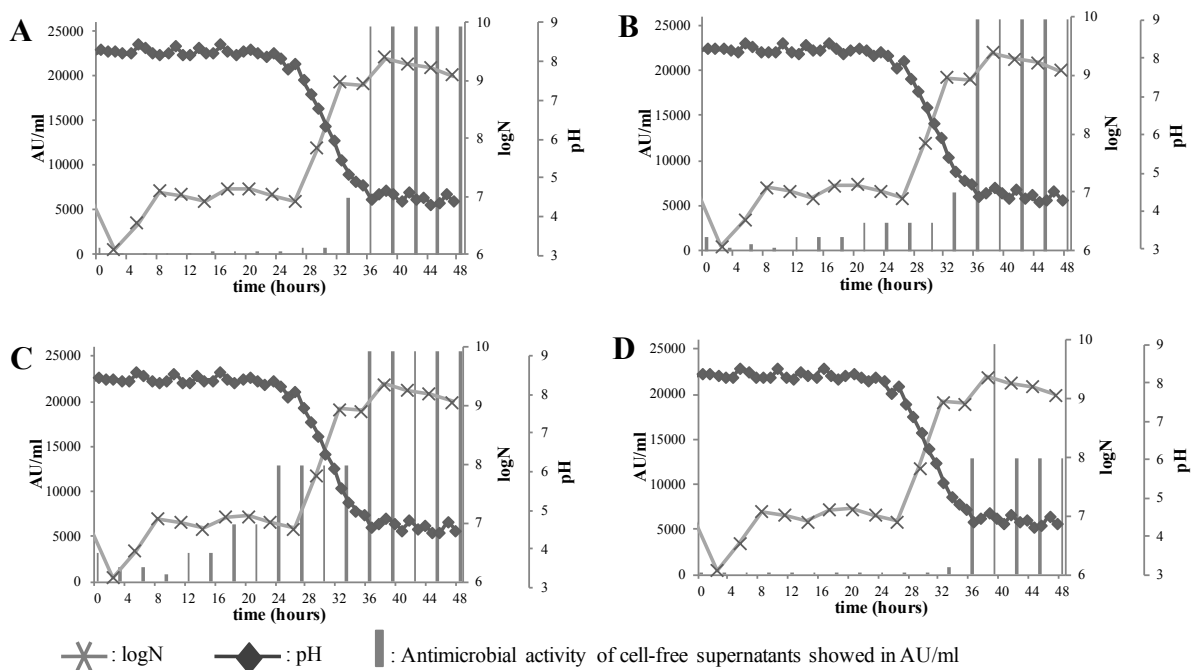 A
25000
20000
15000
10000
5000
0
AU/ml
0 4 8 12 16 20 24 28 32 36 40 44 48
time (hours)
10
9
8
7
6
logN
9
8
7
6
5
4
3
pH
B
25000
20000
15000
10000
5000
0
AU/ml
0 4 8 12 16 20 24 28 32 36 40 44 48
time (hours)
10
9
8
7
6
logN
9
8
7
6
5
4
3
pH
C
25000
20000
15000
10000
5000
0
AU/ml
0 4 8 12 16 20 24 28 32 36 40 44 48
time (hours)
10
9
8
7
6
logN
9
8
7
6
5
4
3
pH
D
25000
20000
15000
10000
5000
0
AU/ml
0 4 8 12 16 20 24 28 32 36 40 44 48
time (hours)
10
9
8
7
6
logN
9
8
7
6
5
4
3
pH
: logN : pH : Antimicrobial activity of cell-free supernatants showed in AU/ml